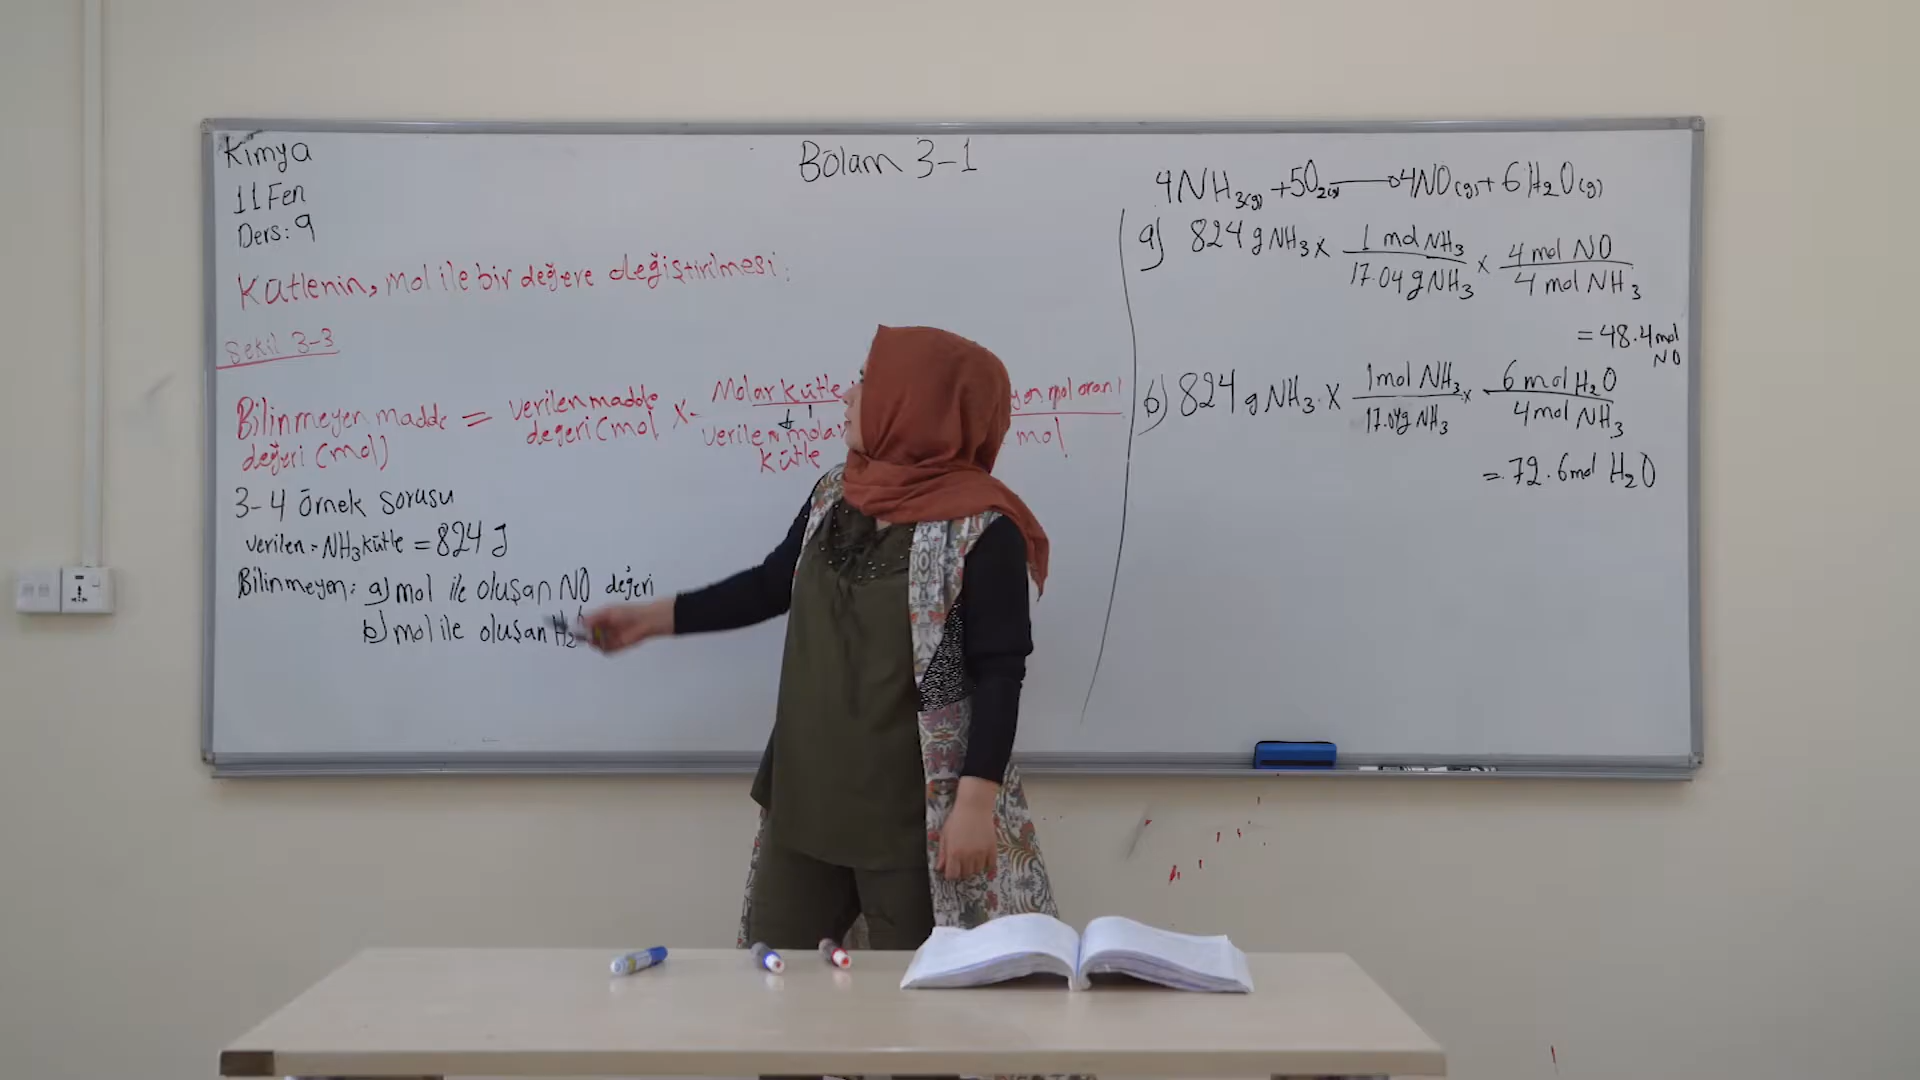 Kimya
11 Fen
Ders: 9
Bölam 3-1
Kütlenin, mol ile bir değere değiştirilmesi:
Sekil 3-3
Bilinmeyen madde değeri (mol) = verilen madde degeri (mol x Molar kütle / verilen molar kütle
mol oranı / mol
3-4 örnek sorusu
verilen = NH3 kütle = 824 g
Bilinmeyen: a) mol ile oluşan NO değeri
b) mol ile oluşan H2
4NH3(g) + 5O2(g) → 4NO(g) + 6H2O(g)
a) 824 g NH3 x 1 mol NH3 / 17.04 g NH3 x 4 mol NO / 4 mol NH3
= 48.4 mol NO
b) 824 g NH3 x 1 mol NH3 / 17.04 g NH3 x 6 mol H2O / 4 mol NH3
= 72.6 mol H2O